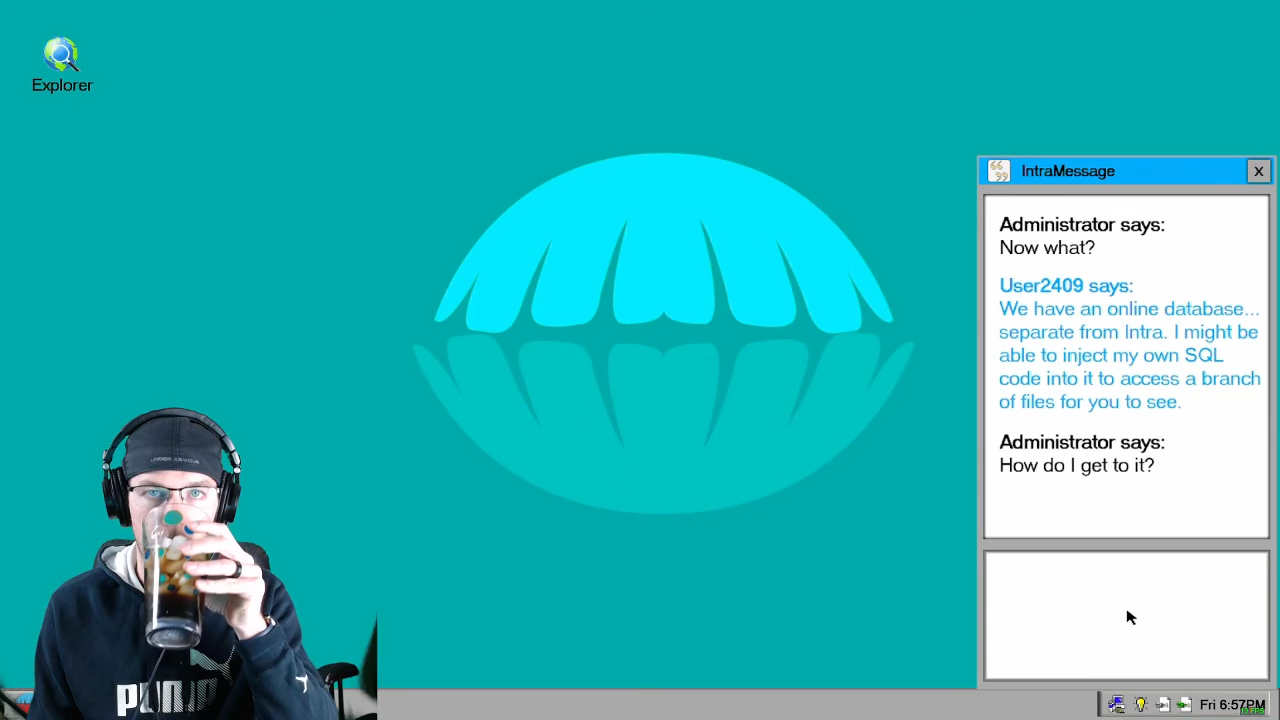 Explorer
IntraMessage
X
Administrator says:
Now what?
User2409 says:
We have an online database...
separate from Intra. I might be
able to inject my own SQL
code into it to access a branch
of files for you to see.
Administrator says:
How do I get to it?
UNDER ARMOUR
Fri 6:57PM